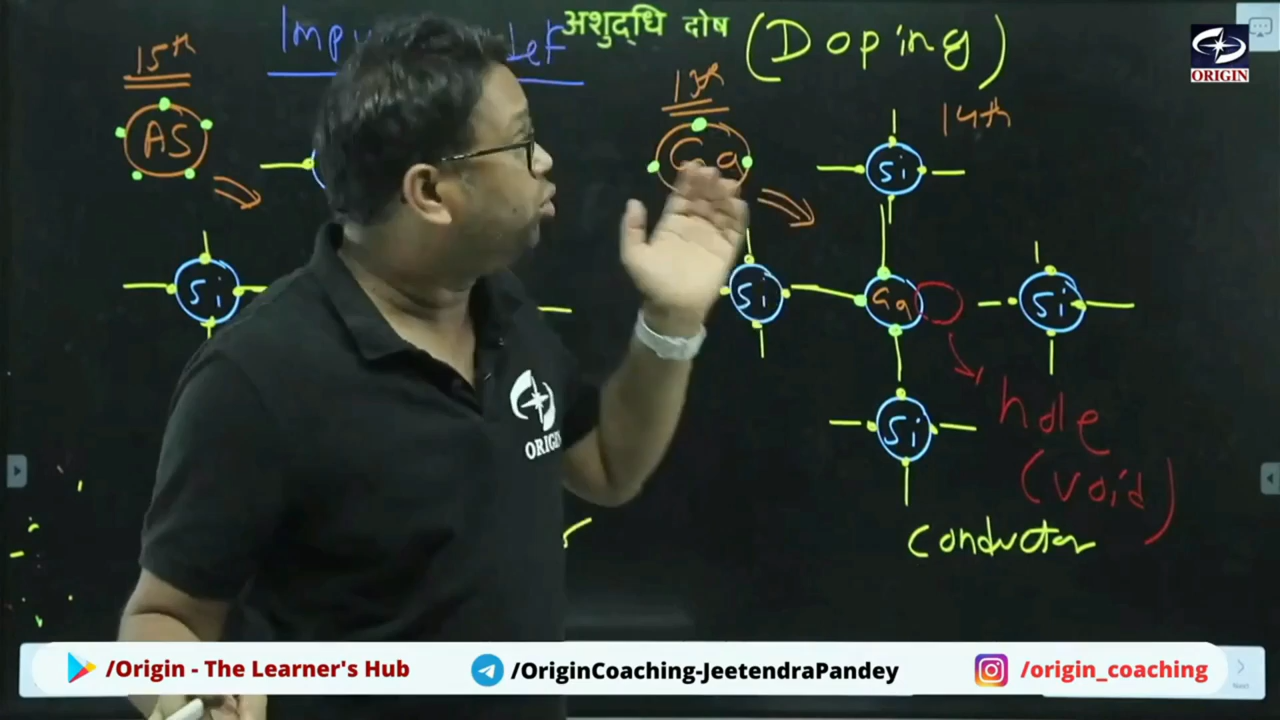 अशुद्धि दोष (Doping)
ORIGIN
15th
AS
13th
Ga
14th
Si
Si
Si
Ga
Si
Si
hole
(void)
ORIGIN
conductor
/Origin - The Learner's Hub
/OriginCoaching-JeetendraPandey
/origin_coaching
Next